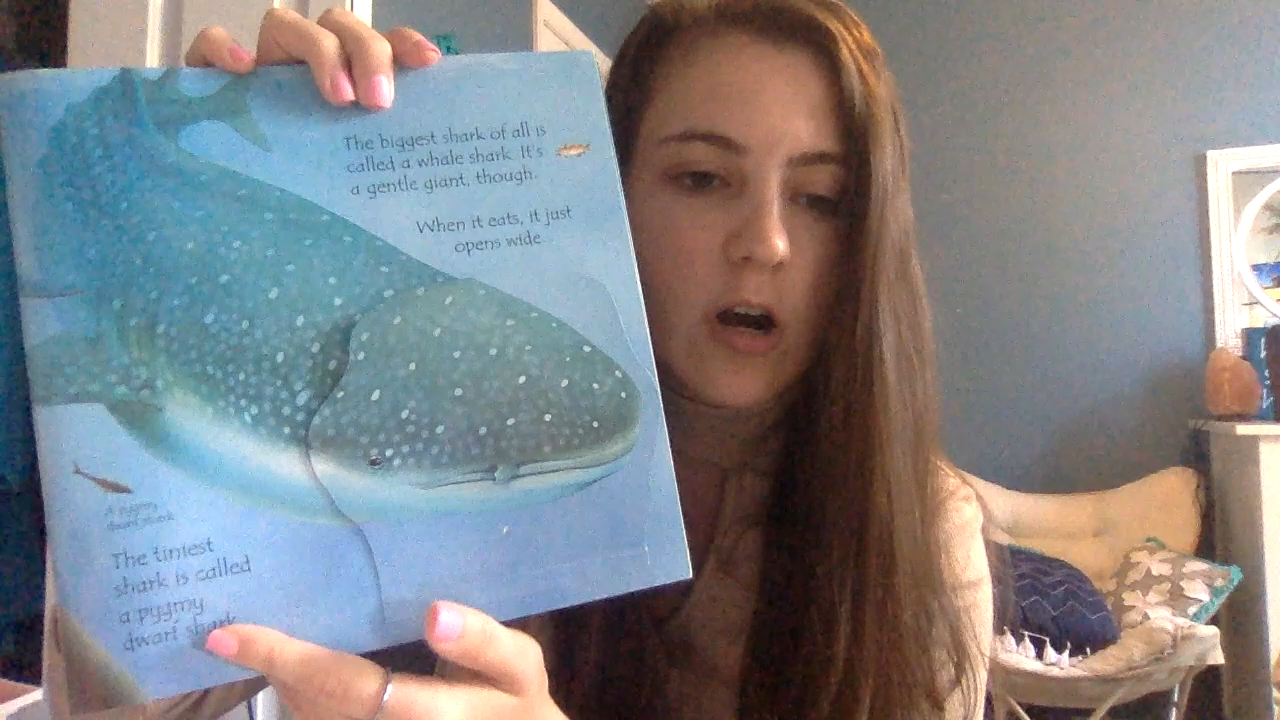 The biggest shark of all is
called a whale shark. It's
a gentle giant, though.
When it eats, it just
opens wide.
A pygmy
dwarf shark
The tiniest
shark is called
a pygmy
dwarf shark